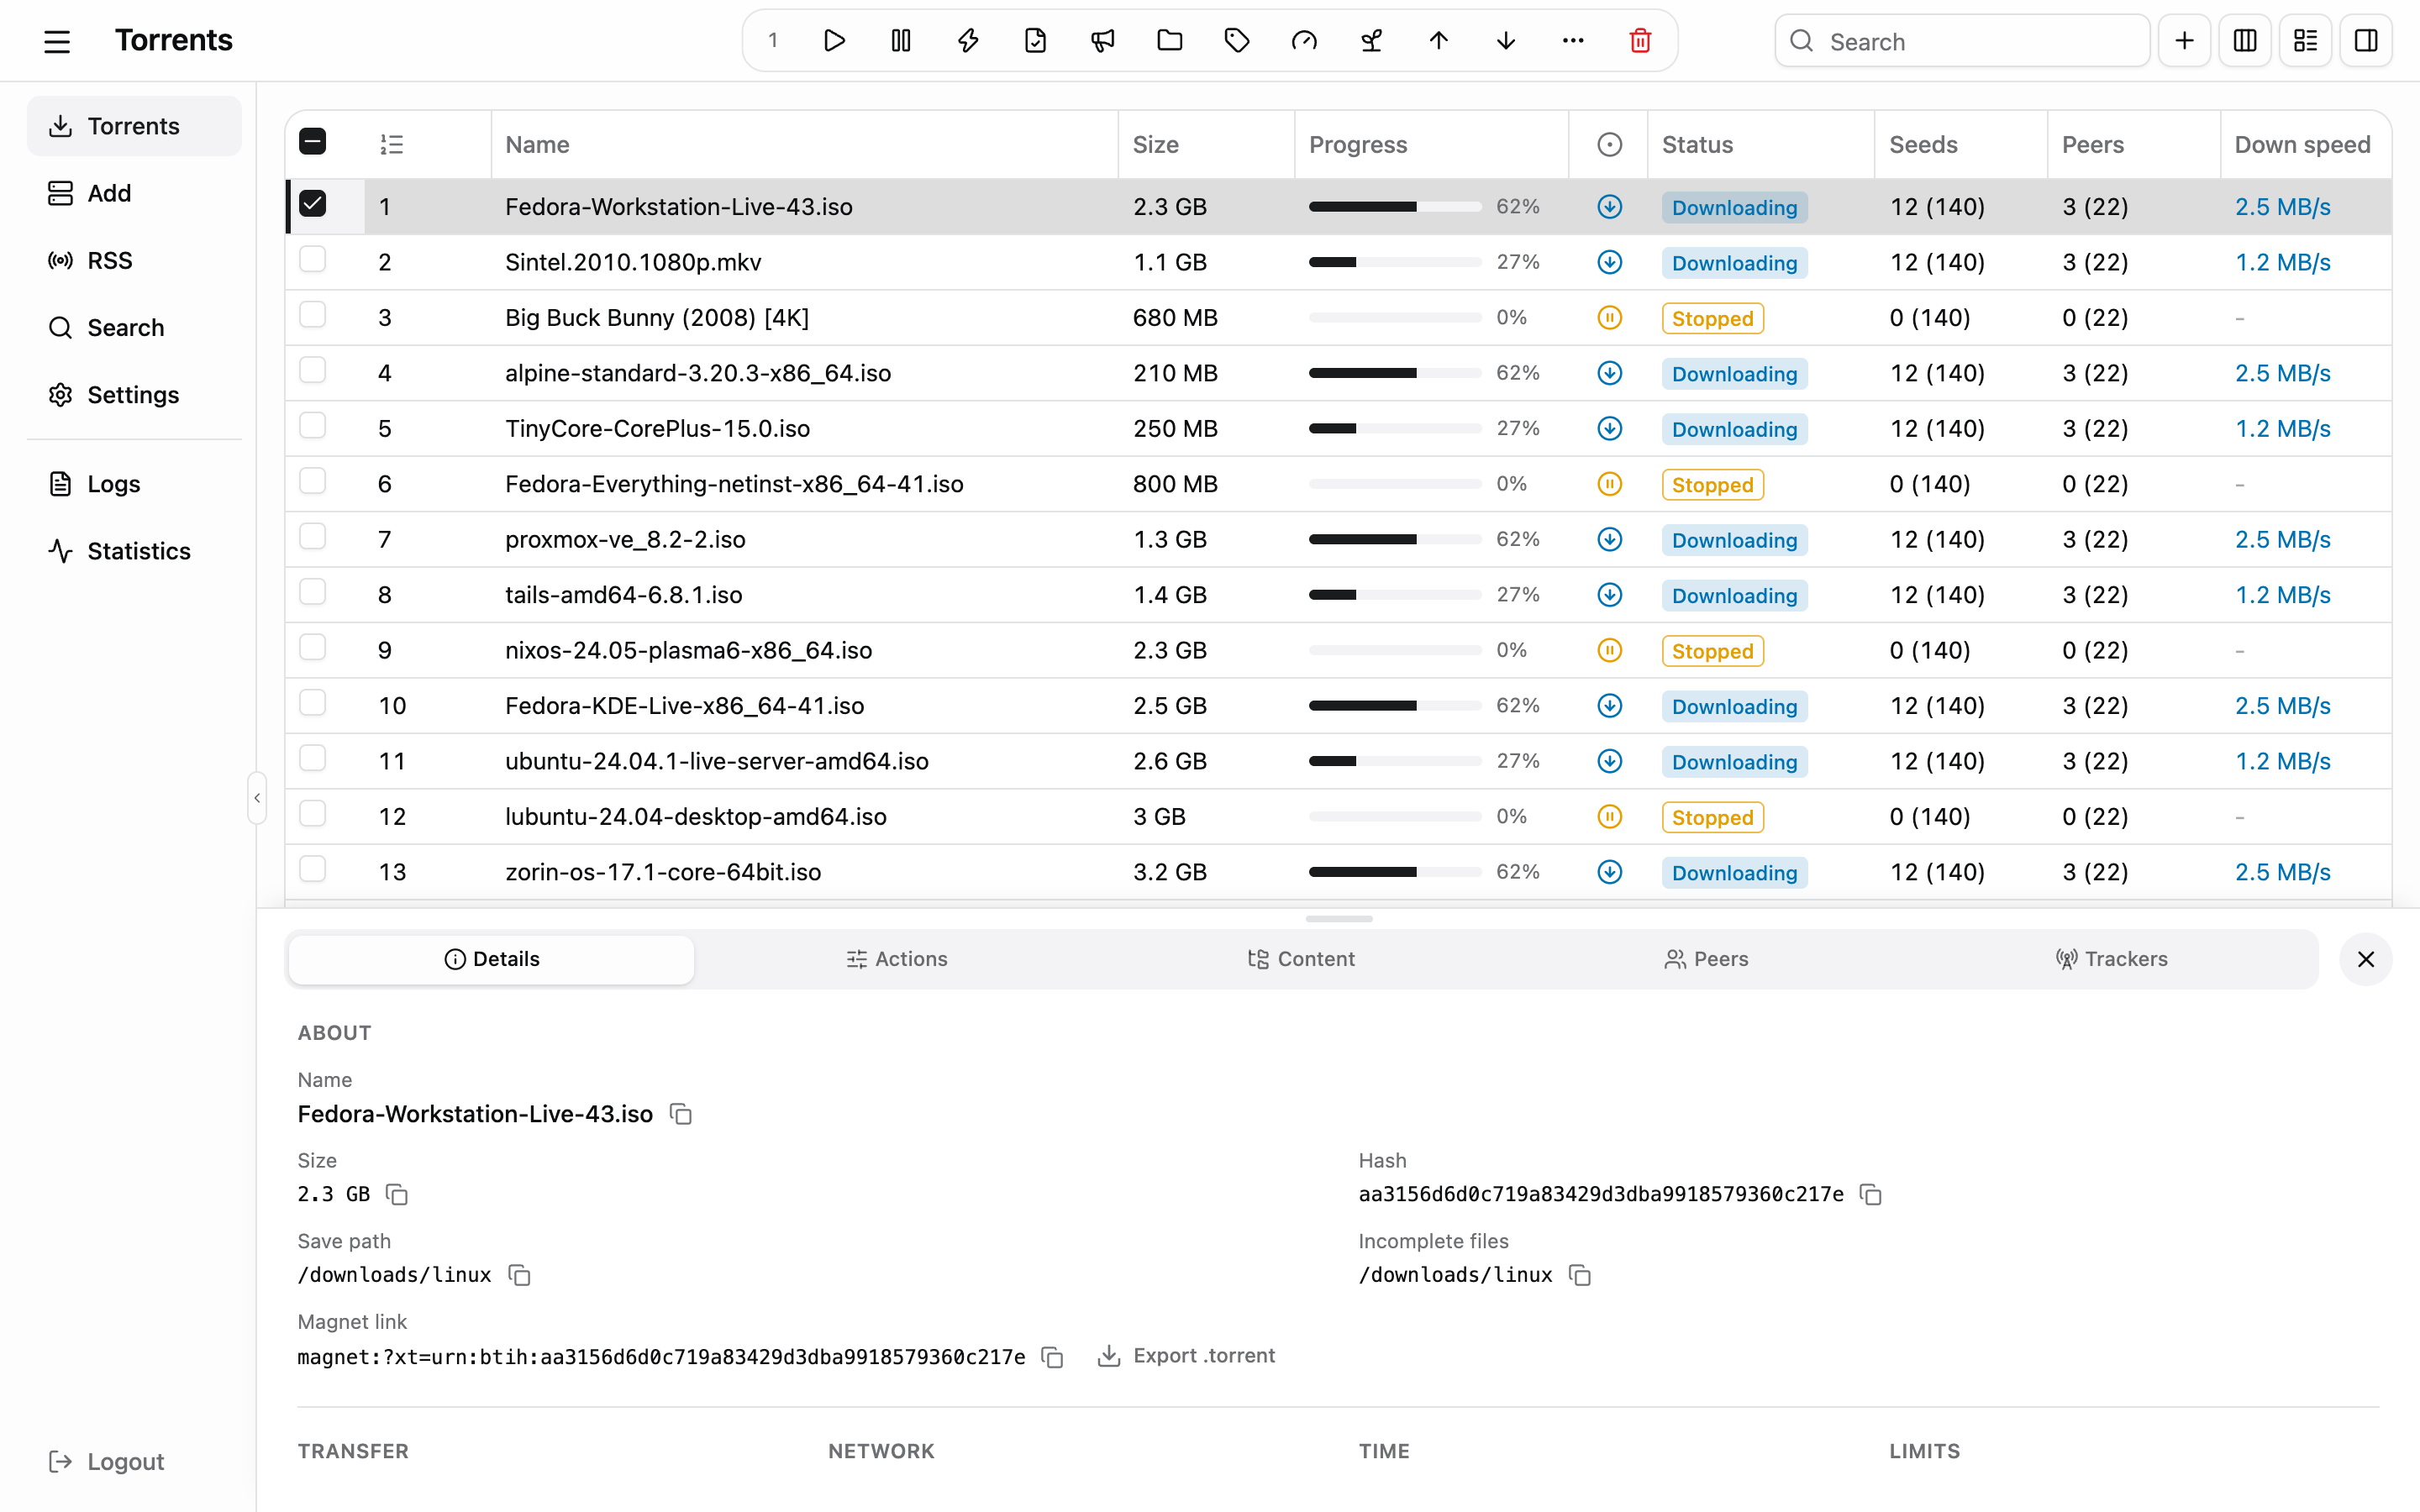 Torrents
1
Search
Torrents
Add
RSS
Search
Settings
Logs
Statistics
Logout
Name Size Progress Status Seeds Peers Down speed
1 Fedora-Workstation-Live-43.iso 2.3 GB 62% Downloading 12 (140) 3 (22) 2.5 MB/s
2 Sintel.2010.1080p.mkv 1.1 GB 27% Downloading 12 (140) 3 (22) 1.2 MB/s
3 Big Buck Bunny (2008) [4K] 680 MB 0% Stopped 0 (140) 0 (22) -
4 alpine-standard-3.20.3-x86_64.iso 210 MB 62% Downloading 12 (140) 3 (22) 2.5 MB/s
5 TinyCore-CorePlus-15.0.iso 250 MB 27% Downloading 12 (140) 3 (22) 1.2 MB/s
6 Fedora-Everything-netinst-x86_64-41.iso 800 MB 0% Stopped 0 (140) 0 (22) -
7 proxmox-ve_8.2-2.iso 1.3 GB 62% Downloading 12 (140) 3 (22) 2.5 MB/s
8 tails-amd64-6.8.1.iso 1.4 GB 27% Downloading 12 (140) 3 (22) 1.2 MB/s
9 nixos-24.05-plasma6-x86_64.iso 2.3 GB 0% Stopped 0 (140) 0 (22) -
10 Fedora-KDE-Live-x86_64-41.iso 2.5 GB 62% Downloading 12 (140) 3 (22) 2.5 MB/s
11 ubuntu-24.04.1-live-server-amd64.iso 2.6 GB 27% Downloading 12 (140) 3 (22) 1.2 MB/s
12 lubuntu-24.04-desktop-amd64.iso 3 GB 0% Stopped 0 (140) 0 (22) -
13 zorin-os-17.1-core-64bit.iso 3.2 GB 62% Downloading 12 (140) 3 (22) 2.5 MB/s
Details Actions Content Peers Trackers
ABOUT
Name
Fedora-Workstation-Live-43.iso
Size Hash
2.3 GB aa3156d6d0c719a83429d3dba9918579360c217e
Save path Incomplete files
/downloads/linux /downloads/linux
Magnet link
magnet:?xt=urn:btih:aa3156d6d0c719a83429d3dba9918579360c217e Export .torrent
TRANSFER NETWORK TIME LIMITS